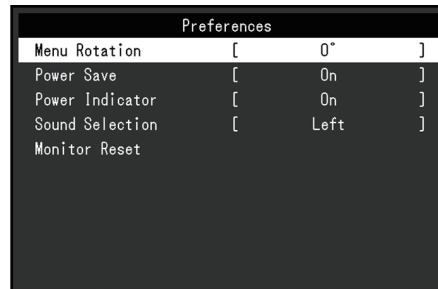 Preferences
Menu Rotation [ 0° ]
Power Save [ On ]
Power Indicator [ On ]
Sound Selection [ Left ]
Monitor Reset